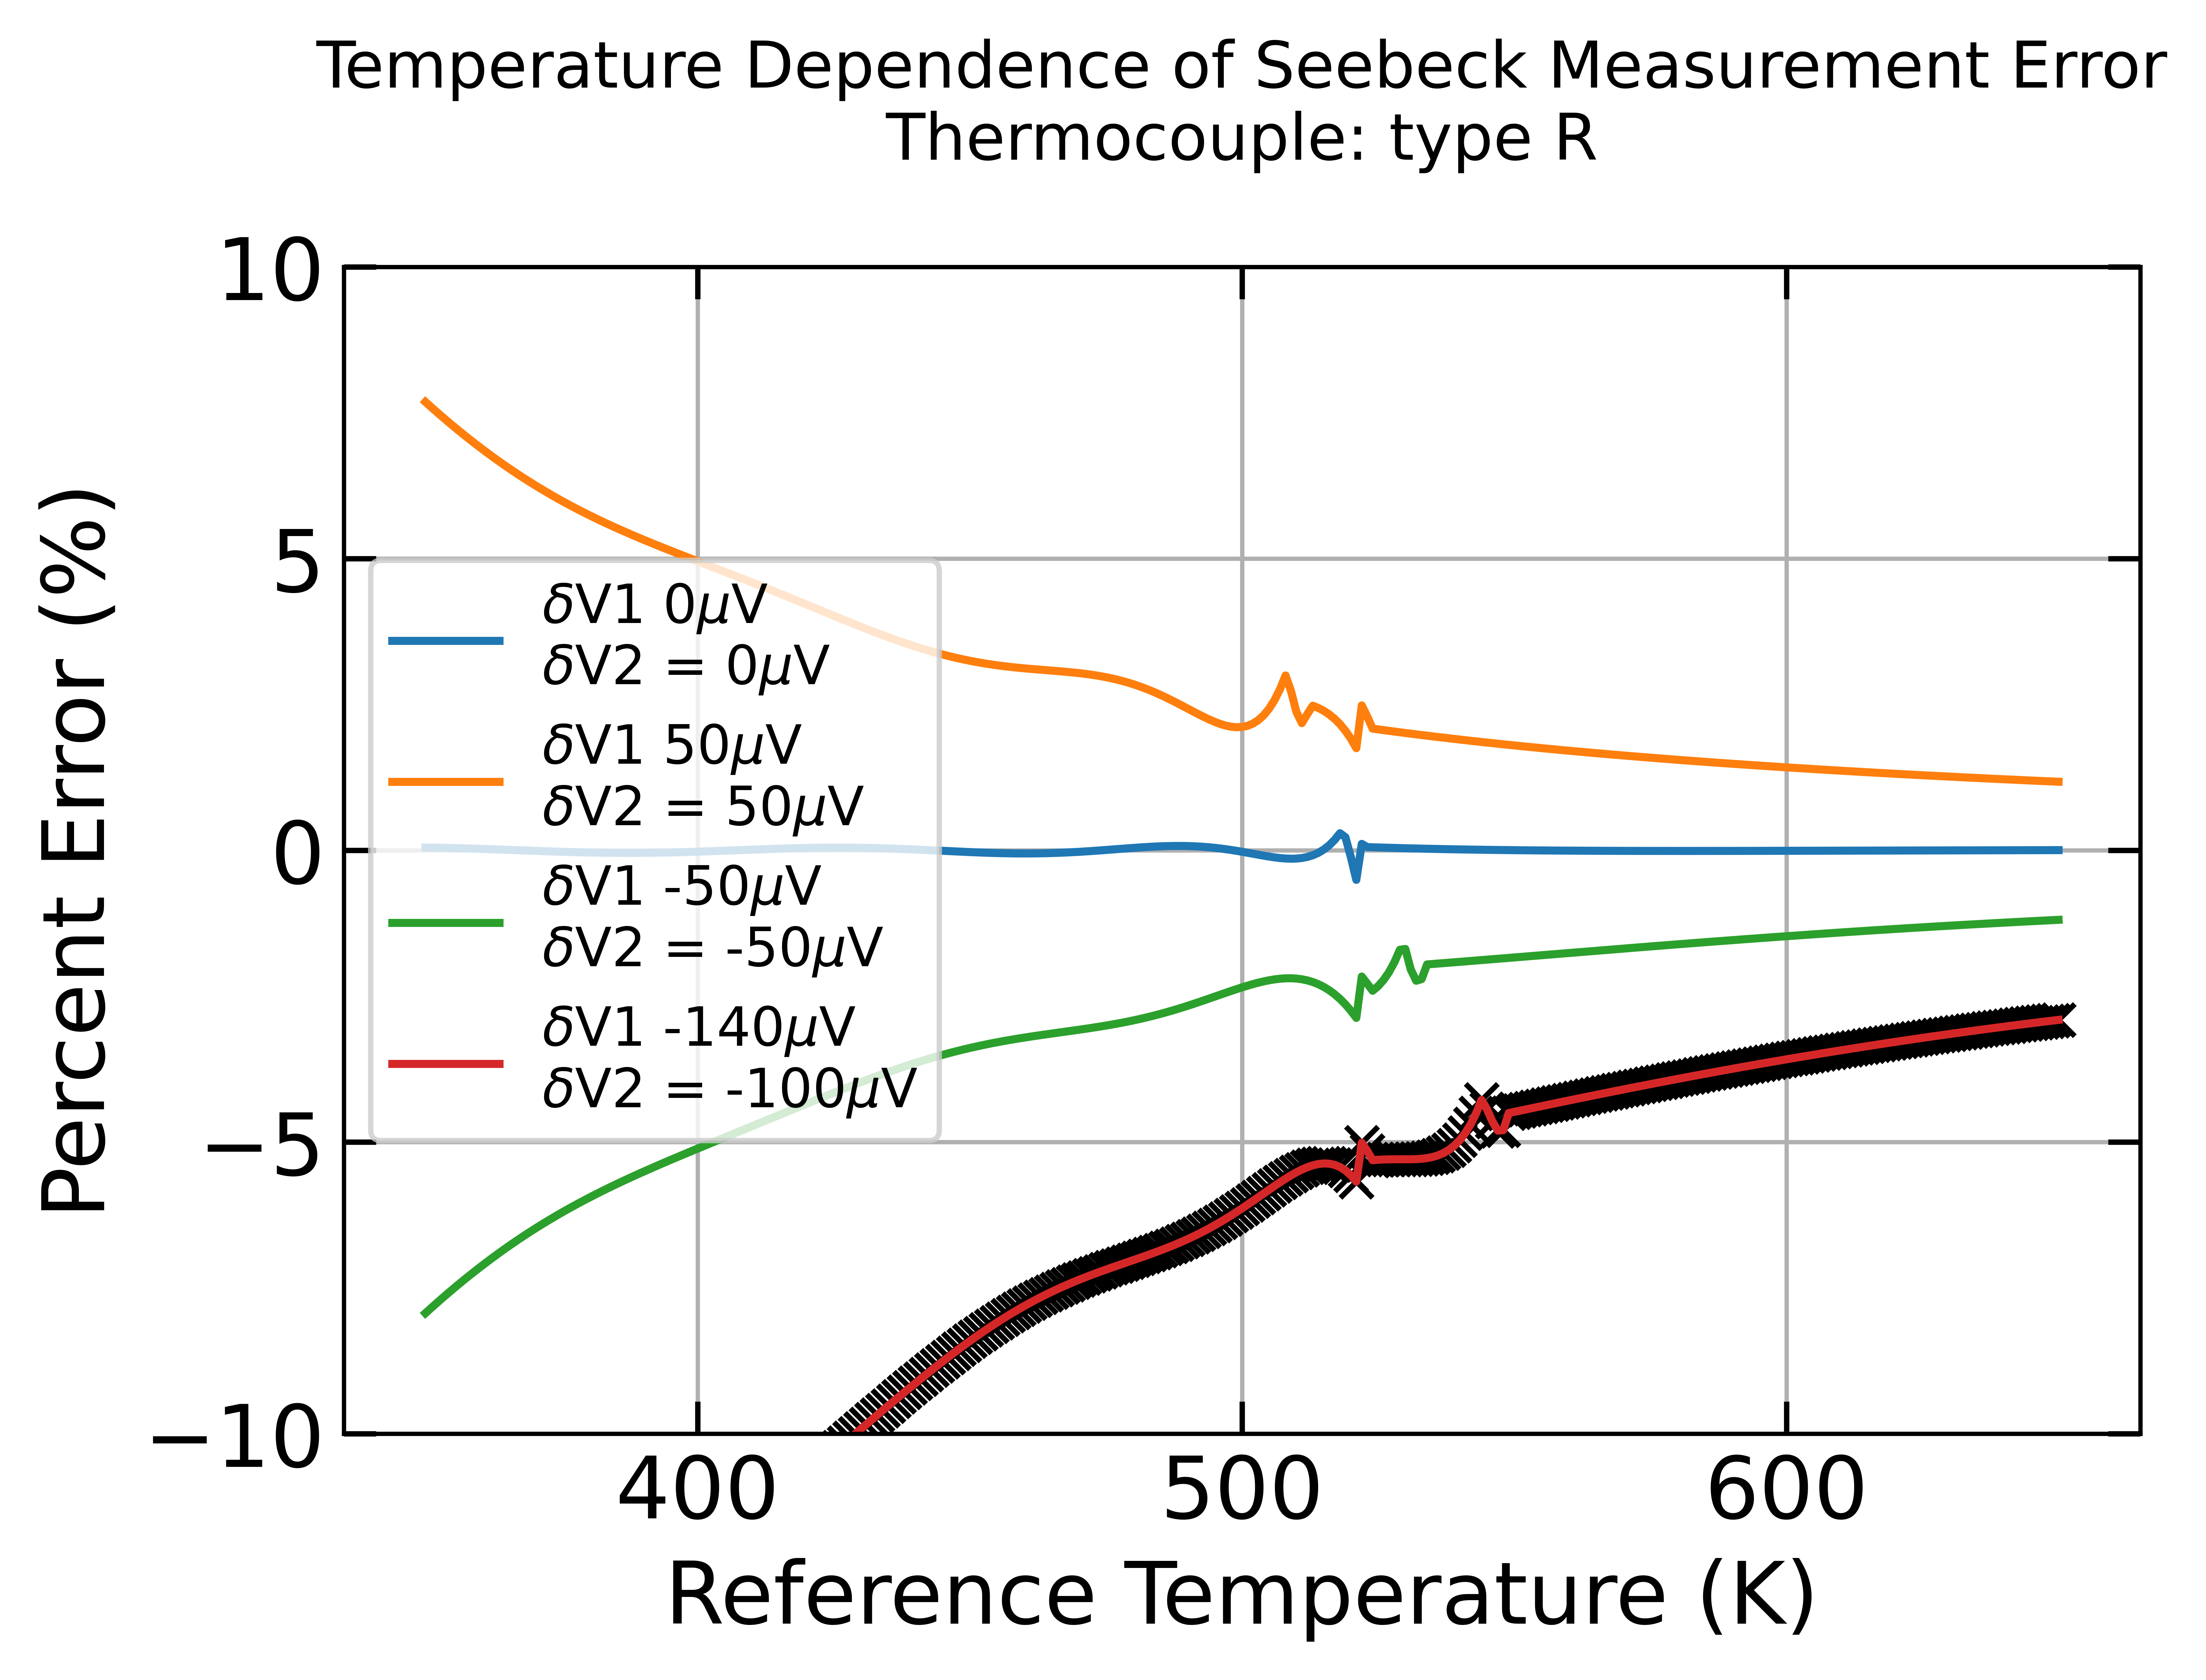 Temperature Dependence of Seebeck Measurement Error
Thermocouple: type R
Percent Error (%)
10
5
0
−5
−10
δV1 0μV
δV2 = 0μV
δV1 50μV
δV2 = 50μV
δV1 -50μV
δV2 = -50μV
δV1 -140μV
δV2 = -100μV
400
500
600
Reference Temperature (K)